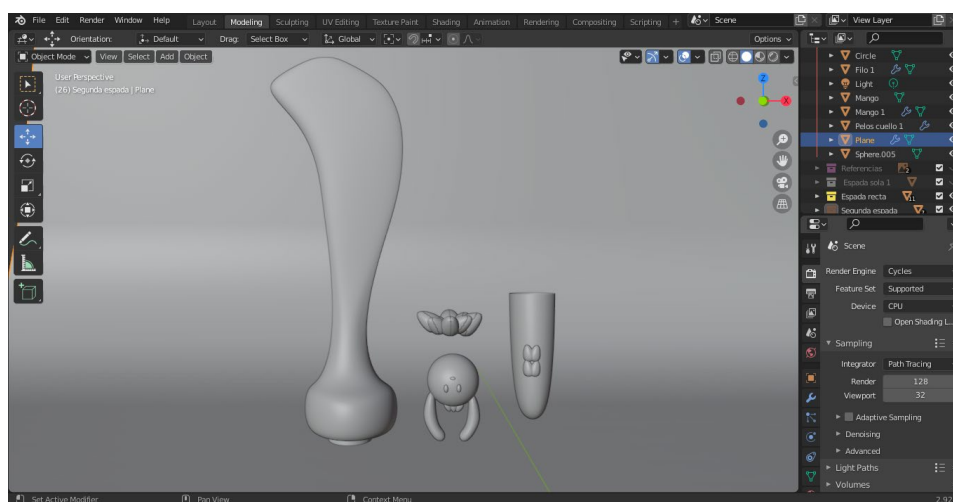 File Edit Render Window Help Layout Modeling Sculpting UV Editing Texture Paint Shading Animation Rendering Compositing Scripting + Scene View Layer
Orientation: Default Drag: Select Box Global Options
Object Mode View Select Add Object
User Perspective
(26) Segunda espada | Plane
Z
X
Circle
Filo 1
Light
Mango
Mango 1
Pelos cuello 1
Plane
Sphere.005
Referencias 2
Espada sola 1
Espada recta 11
Segunda espada
Scene
Render Engine Cycles
Feature Set Supported
Device CPU
Open Shading L...
Sampling
Integrator Path Tracing
Render 128
Viewport 32
Adaptive Sampling
Denoising
Advanced
Light Paths
Volumes
Set Active Modifier Pan View Context Menu 2.92